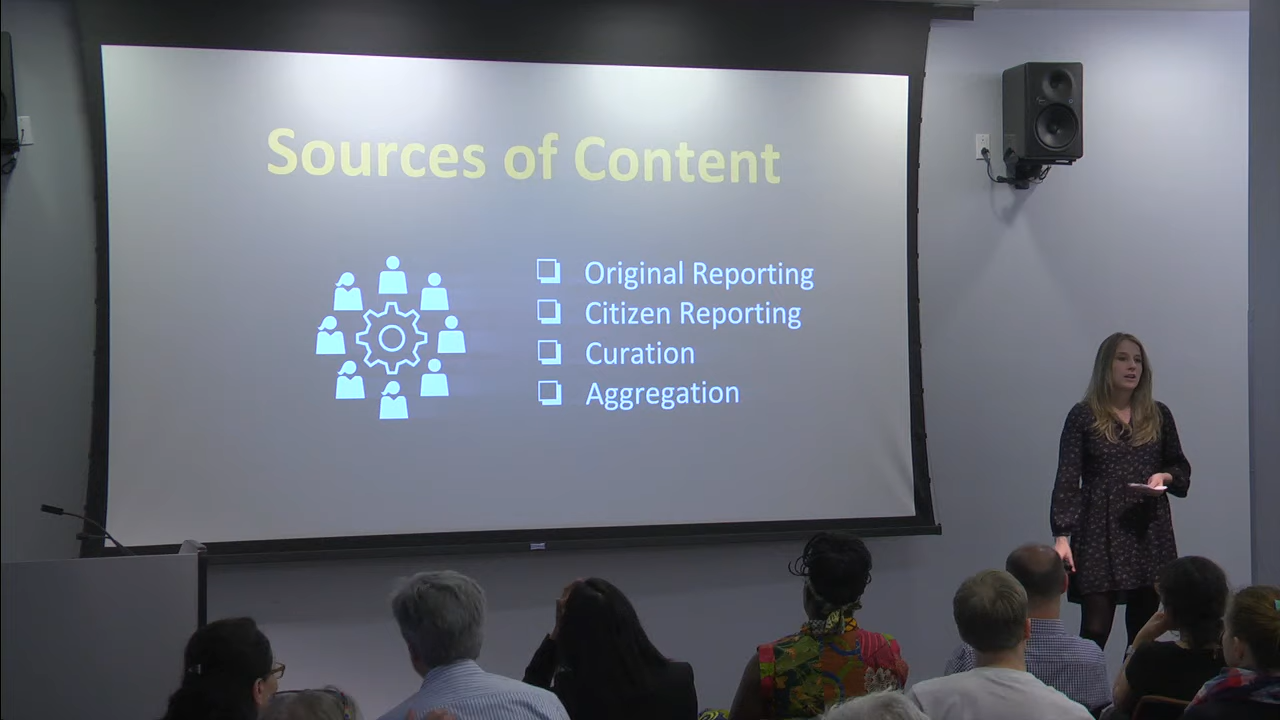 Sources of Content
Original Reporting
Citizen Reporting
Curation
Aggregation